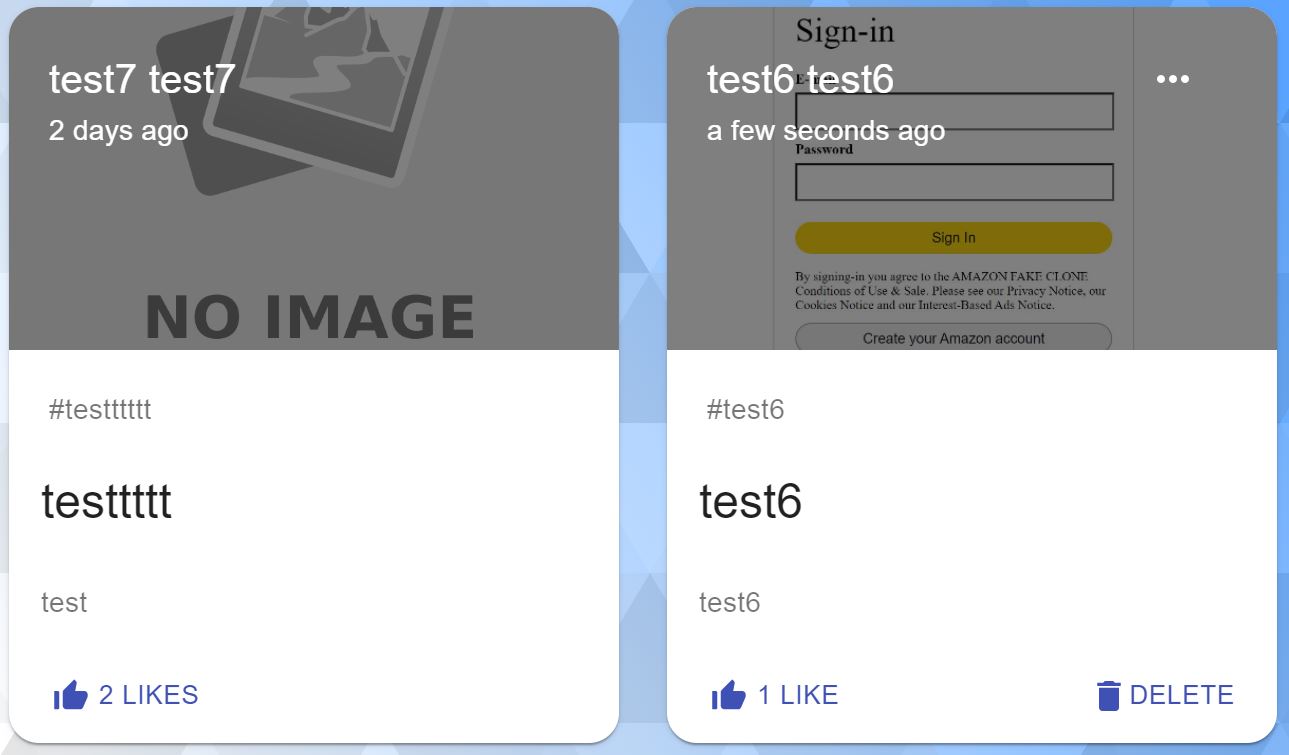 test7 test7
2 days ago
NO IMAGE
#testttttt
testtttt
test
2 LIKES
Sign-in
test6 test6
a few seconds ago
Password
Sign In
By signing-in you agree to the AMAZON FAKE CLONE
Conditions of Use & Sale. Please see our Privacy Notice, our
Cookies Notice and our Interest-Based Ads Notice.
Create your Amazon account
#test6
test6
test6
1 LIKE
DELETE